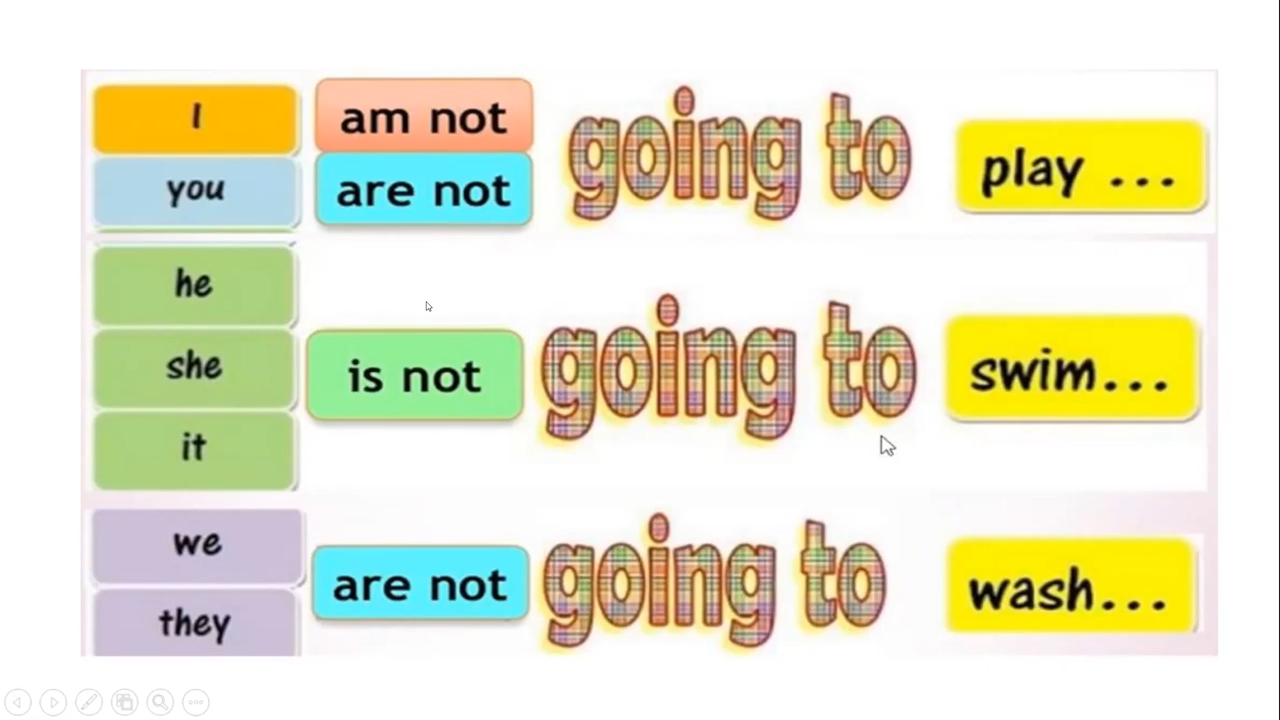 I am not going to play ...
you are not
he
she is not going to swim...
it
we are not going to wash...
they